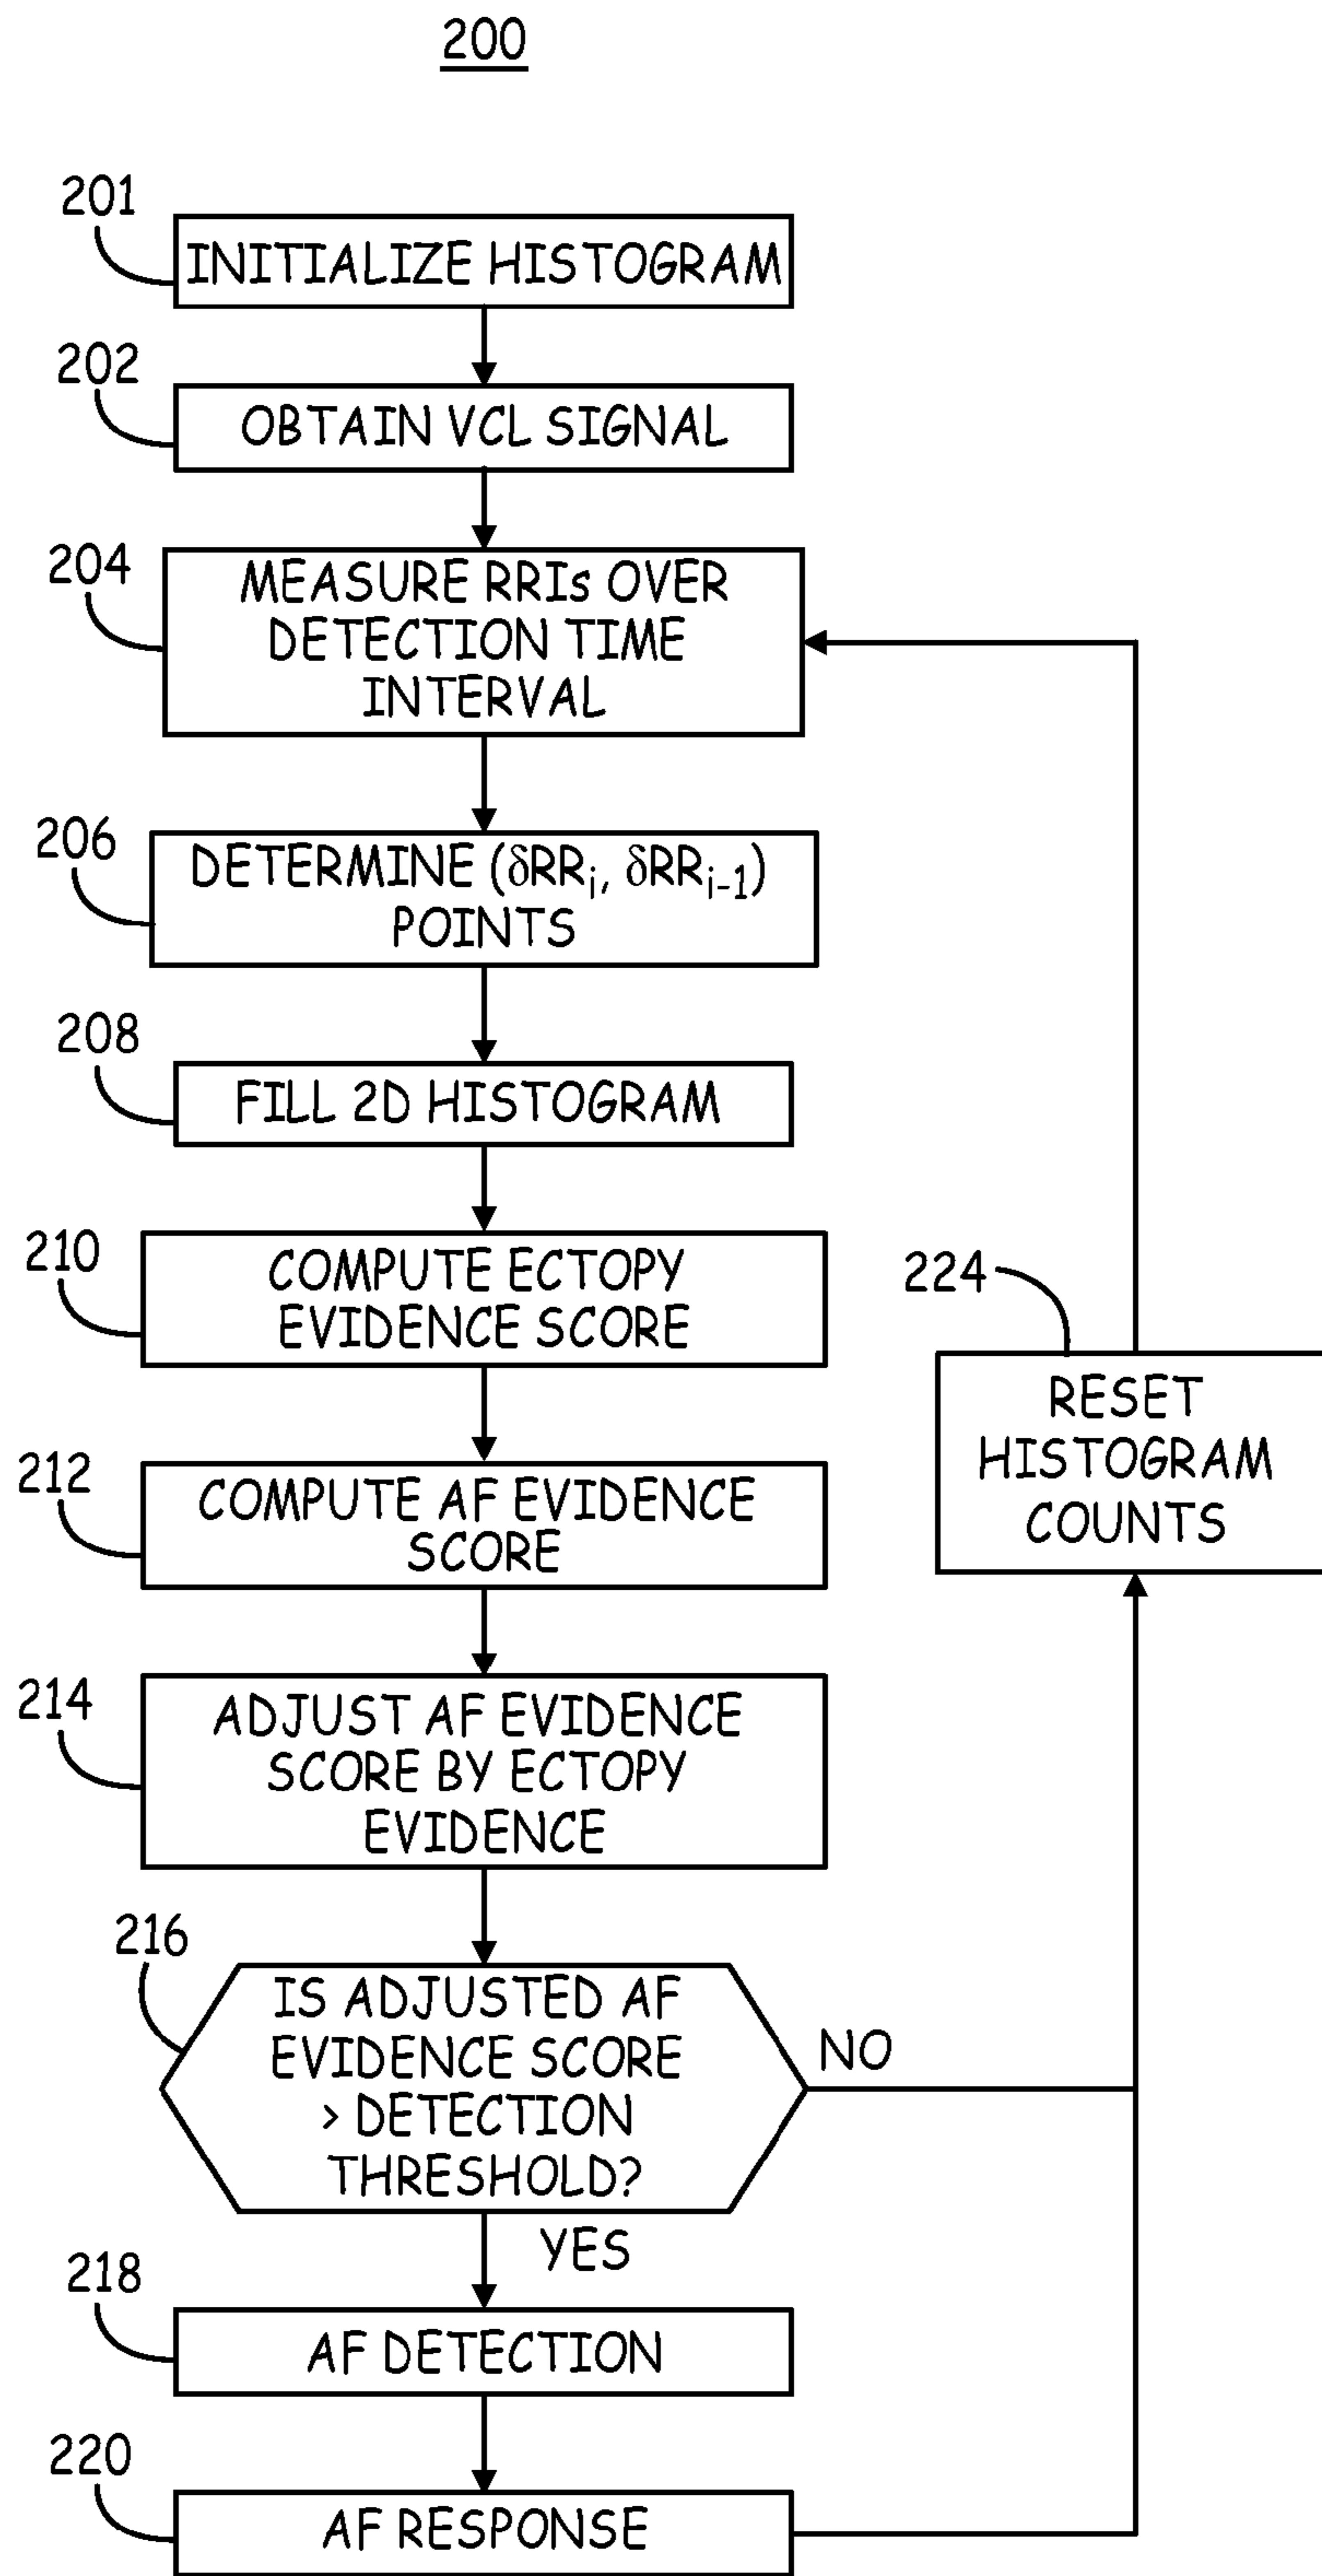 200
201
INITIALIZE HISTOGRAM
202
OBTAIN VCL SIGNAL
204
MEASURE RRIs OVER
DETECTION TIME
INTERVAL
206
DETERMINE (δRRᵢ, δRRᵢ₋₁)
POINTS
208
FILL 2D HISTOGRAM
210
COMPUTE ECTOPY
EVIDENCE SCORE
224
RESET
HISTOGRAM
COUNTS
212
COMPUTE AF EVIDENCE
SCORE
214
ADJUST AF EVIDENCE
SCORE BY ECTOPY
EVIDENCE
216
IS ADJUSTED AF
EVIDENCE SCORE
> DETECTION
THRESHOLD?
NO
YES
218
AF DETECTION
220
AF RESPONSE